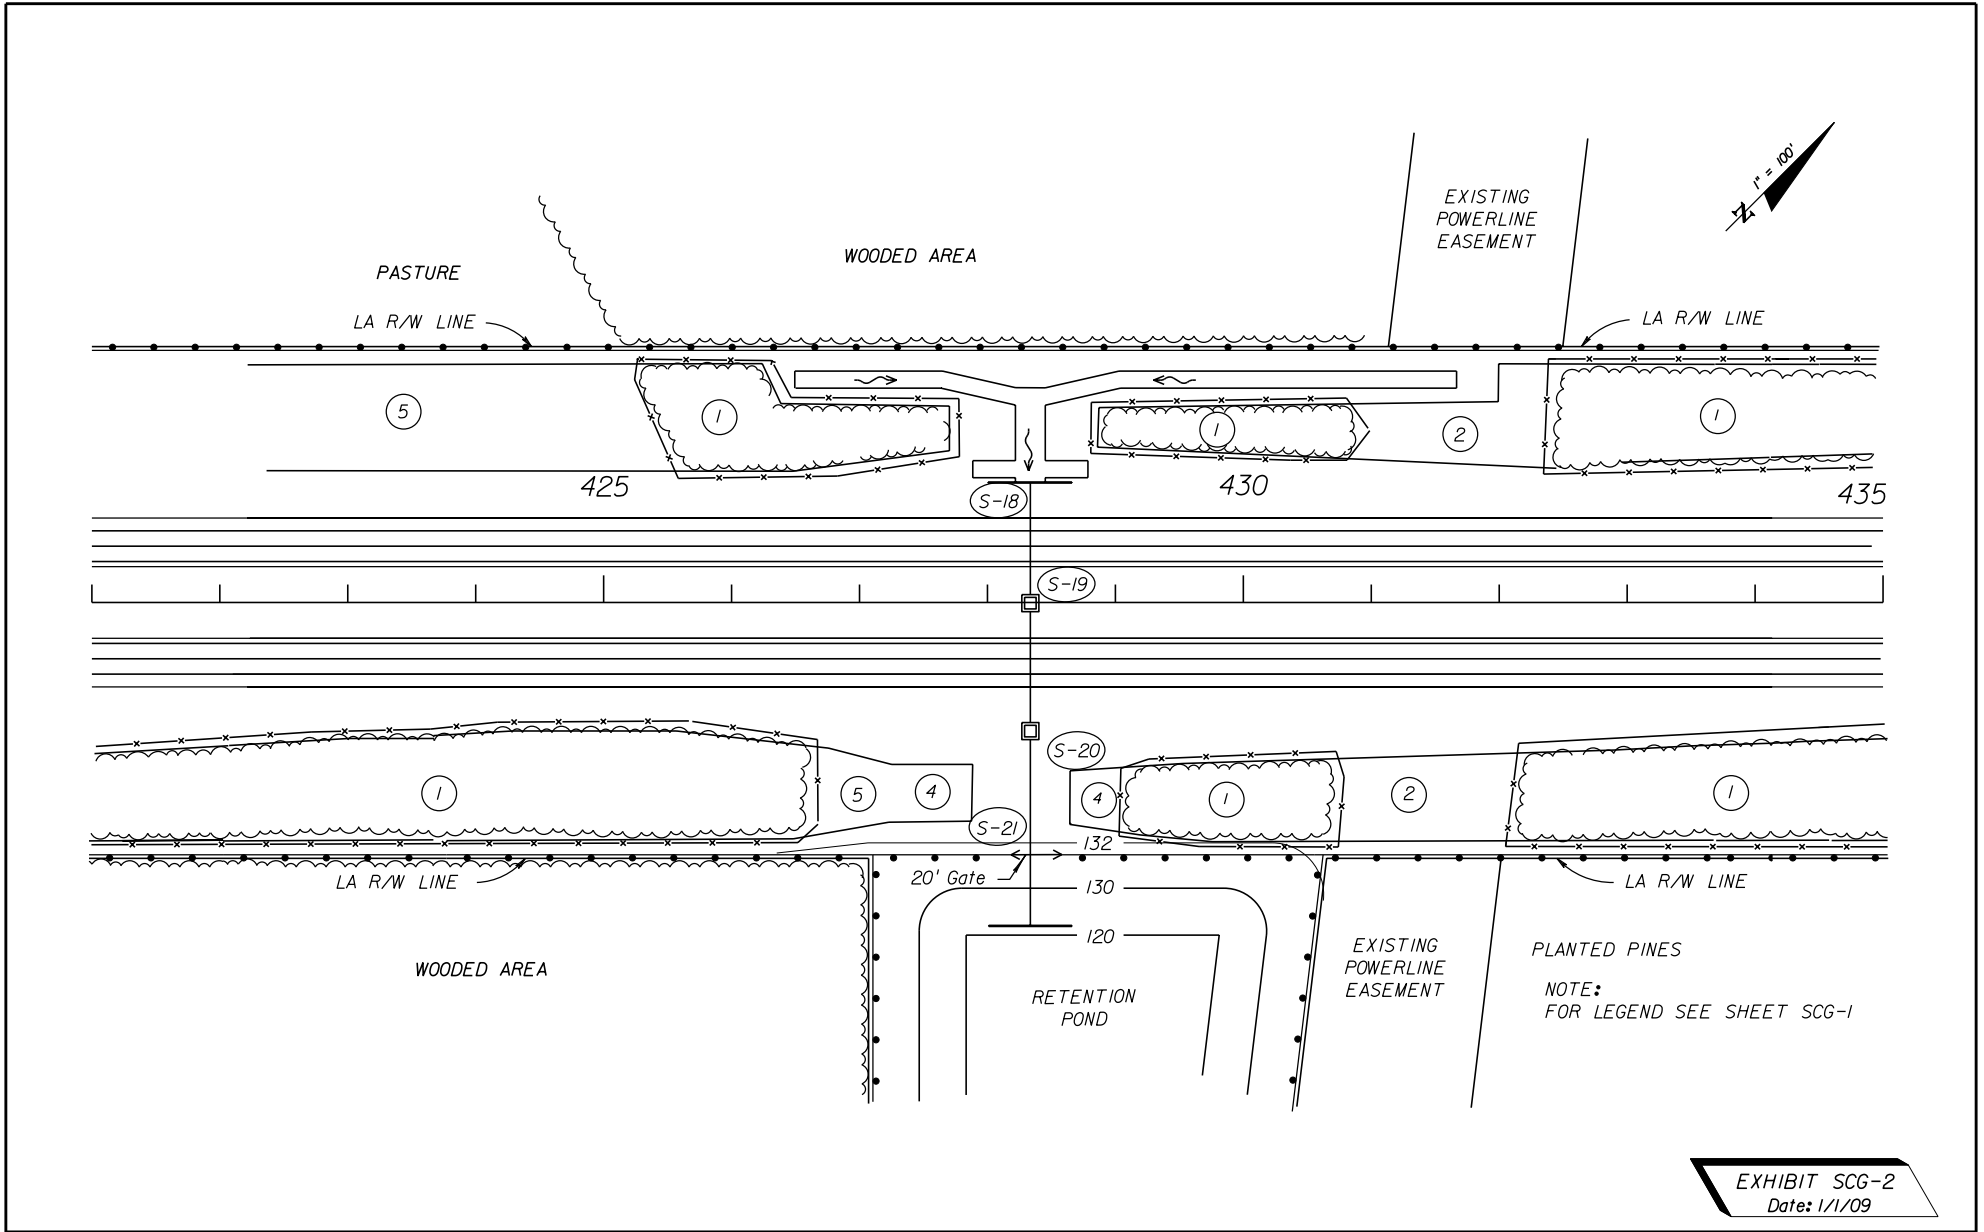 1" = 100'
N
EXISTING
POWERLINE
EASEMENT
WOODED AREA
PASTURE
LA R/W LINE
LA R/W LINE
5
1
1
2
1
425
S-18
430
435
S-19
S-20
1
5
4
4
1
2
1
S-21
132
20' Gate
LA R/W LINE
130
LA R/W LINE
120
WOODED AREA
RETENTION
POND
EXISTING
POWERLINE
EASEMENT
PLANTED PINES
NOTE:
FOR LEGEND SEE SHEET SCG-1
EXHIBIT SCG-2
Date: 1/1/09